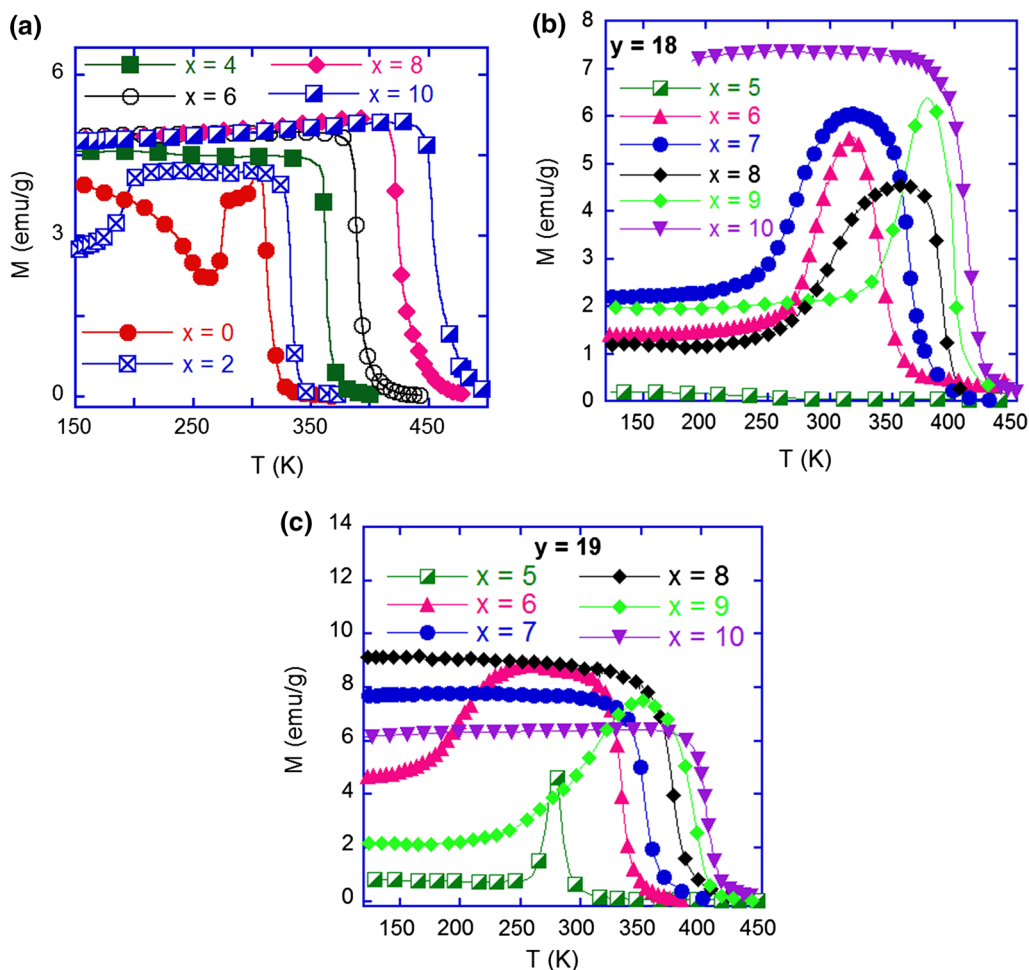 (a)
6
3
0
M (emu/g)
x = 4
x = 8
x = 6
x = 10
x = 0
x = 2
150
250
350
450
T (K)
(b)
y = 18
8
7
6
5
4
3
2
1
0
M (emu/g)
x = 5
x = 6
x = 7
x = 8
x = 9
x = 10
150 200 250 300 350 400 450
T (K)
(c)
y = 19
14
12
10
8
6
4
2
0
M (emu/g)
x = 5
x = 8
x = 6
x = 9
x = 7
x = 10
150 200 250 300 350 400 450
T (K)